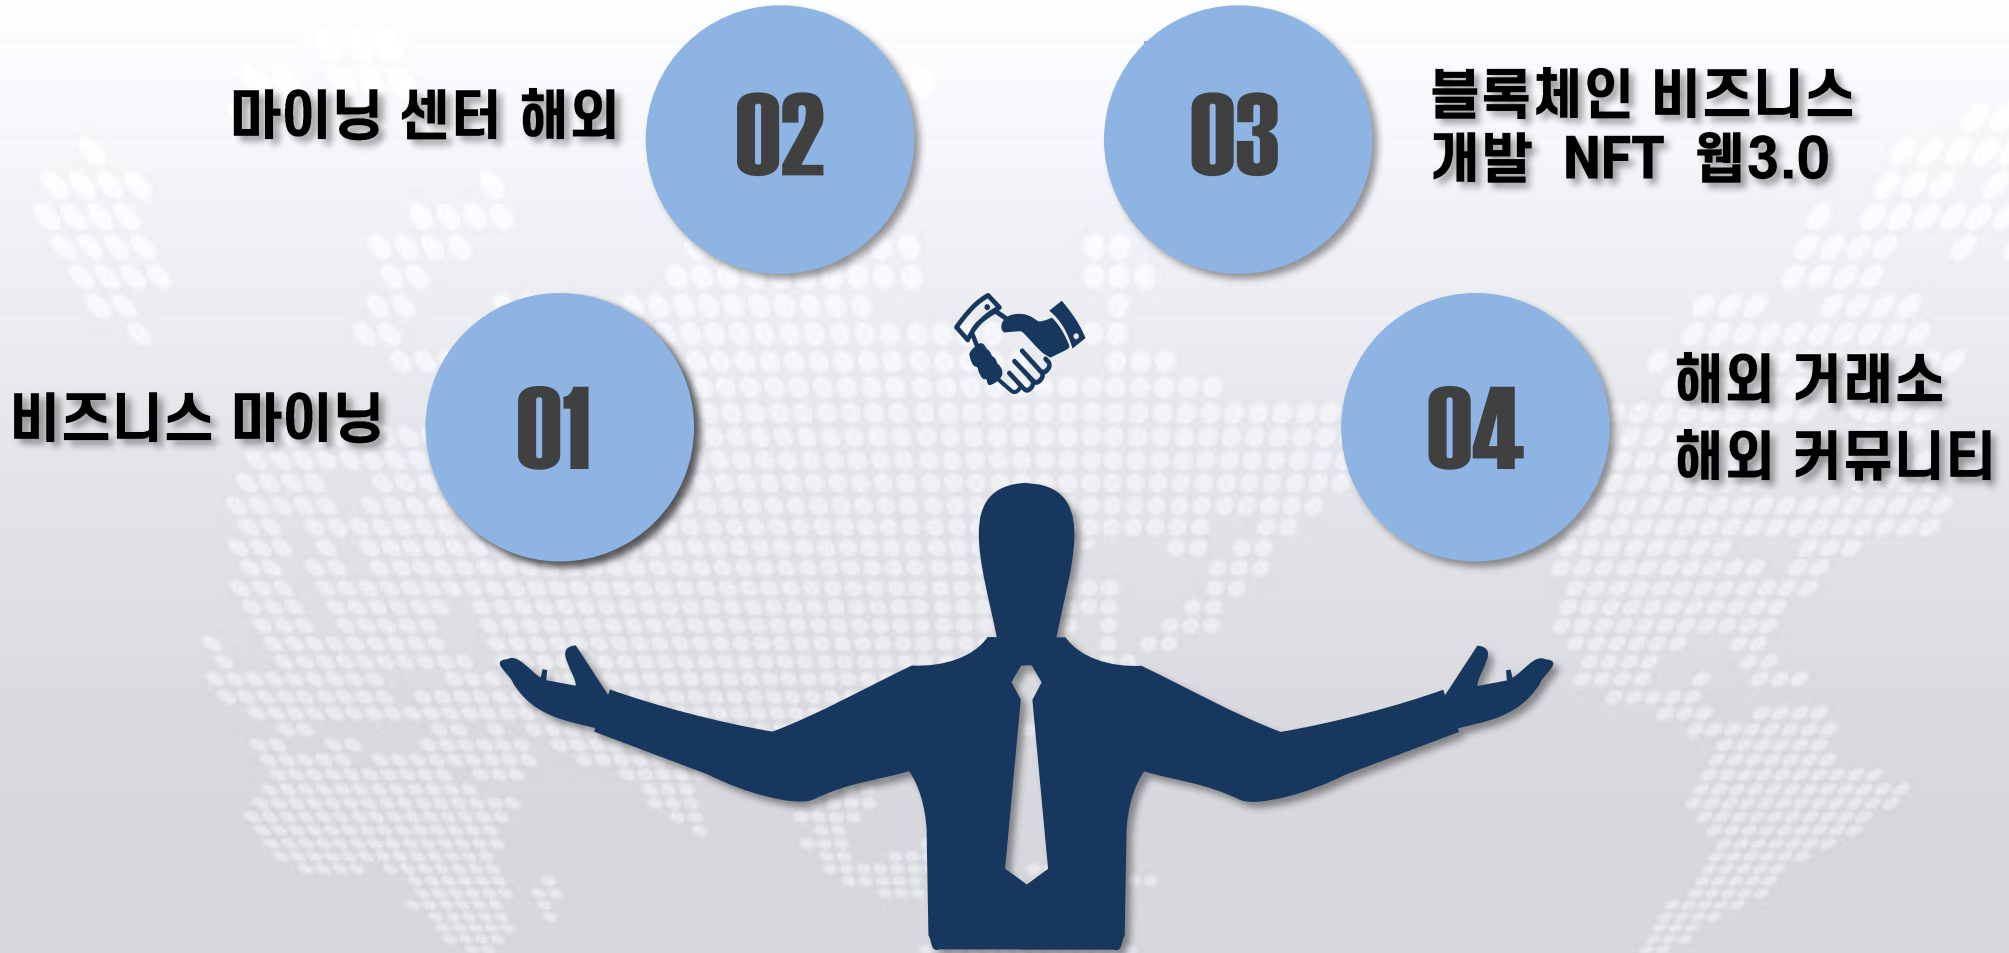 01
비즈니스 마이닝
02
마이닝 센터 해외
03
블록체인 비즈니스
개발 NFT 웹3.0
04
해외 거래소
해외 커뮤니티